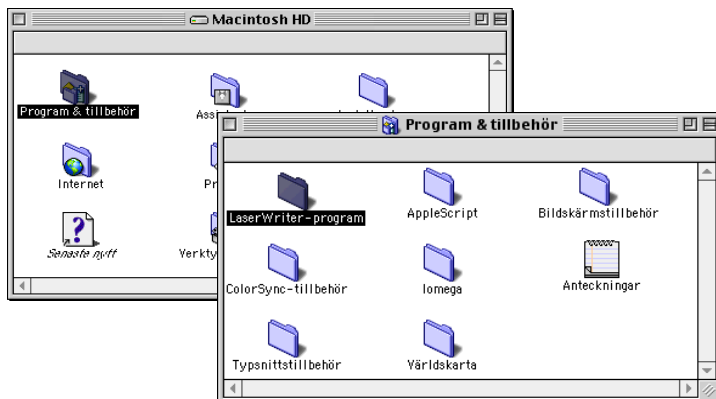 Macintosh HD
Program & tillbehör
Internet
Senaste nytt
Program & tillbehör
LaserWriter-program
AppleScript
Bildskärmstillbehör
ColorSync-tillbehör
Iomega
Anteckningar
Typsnittstillbehör
Världskarta